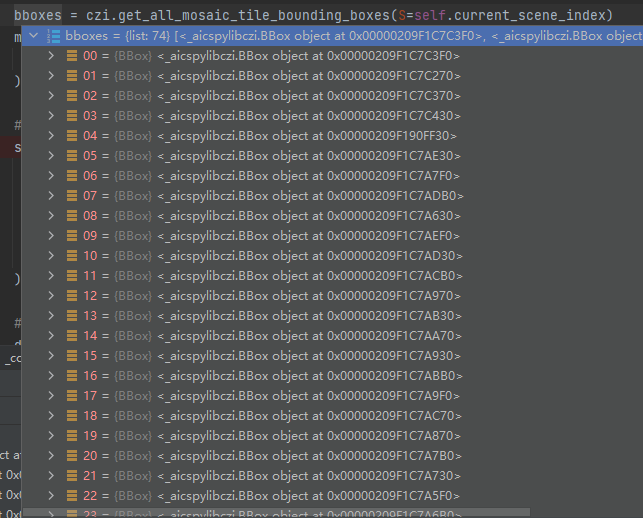 bboxes = czi.get_all_mosaic_tile_bounding_boxes(S=self.current_scene_index)
m
bboxes = {list: 74} [<_aicspylibczi.BBox object at 0x00000209F1C7C3F0>, <_aicspylibczi.BBox object
00 = {BBox} <_aicspylibczi.BBox object at 0x00000209F1C7C3F0>
)
01 = {BBox} <_aicspylibczi.BBox object at 0x00000209F1C7C270>
02 = {BBox} <_aicspylibczi.BBox object at 0x00000209F1C7C370>
03 = {BBox} <_aicspylibczi.BBox object at 0x00000209F1C7C430>
#
04 = {BBox} <_aicspylibczi.BBox object at 0x00000209F190FF30>
s
05 = {BBox} <_aicspylibczi.BBox object at 0x00000209F1C7AE30>
06 = {BBox} <_aicspylibczi.BBox object at 0x00000209F1C7A7F0>
07 = {BBox} <_aicspylibczi.BBox object at 0x00000209F1C7ADB0>
08 = {BBox} <_aicspylibczi.BBox object at 0x00000209F1C7A630>
09 = {BBox} <_aicspylibczi.BBox object at 0x00000209F1C7AEF0>
10 = {BBox} <_aicspylibczi.BBox object at 0x00000209F1C7AD30>
11 = {BBox} <_aicspylibczi.BBox object at 0x00000209F1C7ACB0>
)
12 = {BBox} <_aicspylibczi.BBox object at 0x00000209F1C7A970>
13 = {BBox} <_aicspylibczi.BBox object at 0x00000209F1C7AB30>
#
14 = {BBox} <_aicspylibczi.BBox object at 0x00000209F1C7AA70>
d
15 = {BBox} <_aicspylibczi.BBox object at 0x00000209F1C7A930>
_co
16 = {BBox} <_aicspylibczi.BBox object at 0x00000209F1C7ABB0>
17 = {BBox} <_aicspylibczi.BBox object at 0x00000209F1C7A9F0>
18 = {BBox} <_aicspylibczi.BBox object at 0x00000209F1C7AC70>
19 = {BBox} <_aicspylibczi.BBox object at 0x00000209F1C7A870>
ct at
20 = {BBox} <_aicspylibczi.BBox object at 0x00000209F1C7A7B0>
t 0x0
21 = {BBox} <_aicspylibczi.BBox object at 0x00000209F1C7A730>
t 0x0
22 = {BBox} <_aicspylibczi.BBox object at 0x00000209F1C7A5F0>
t 0x0
23 = {BBox} <_aicspylibczi.BBox object at 0x00000209F1C7A6B0>